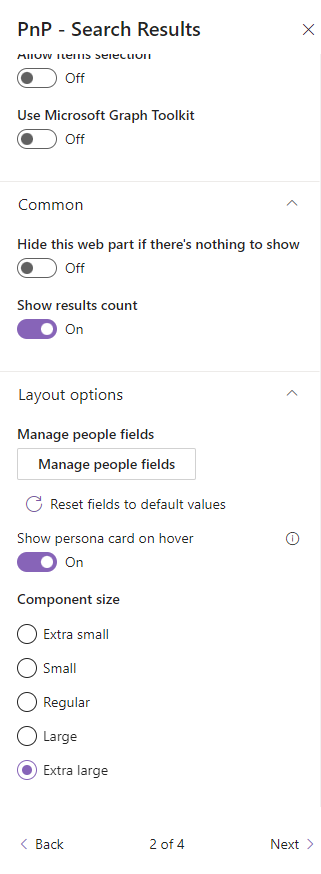 PnP - Search Results
Allow items selection
Off
Use Microsoft Graph Toolkit
Off
Common
Hide this web part if there's nothing to show
Off
Show results count
On
Layout options
Manage people fields
Manage people fields
Reset fields to default values
Show persona card on hover
On
Component size
Extra small
Small
Regular
Large
Extra large
Back 2 of 4 Next